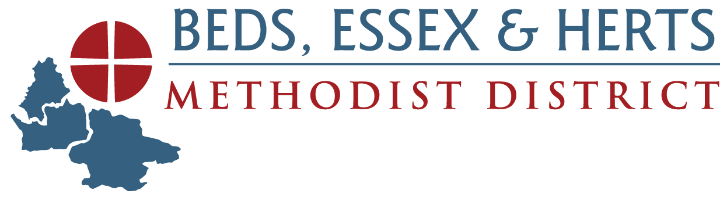 BEDS, ESSEX & HERTS
METHODIST DISTRICT